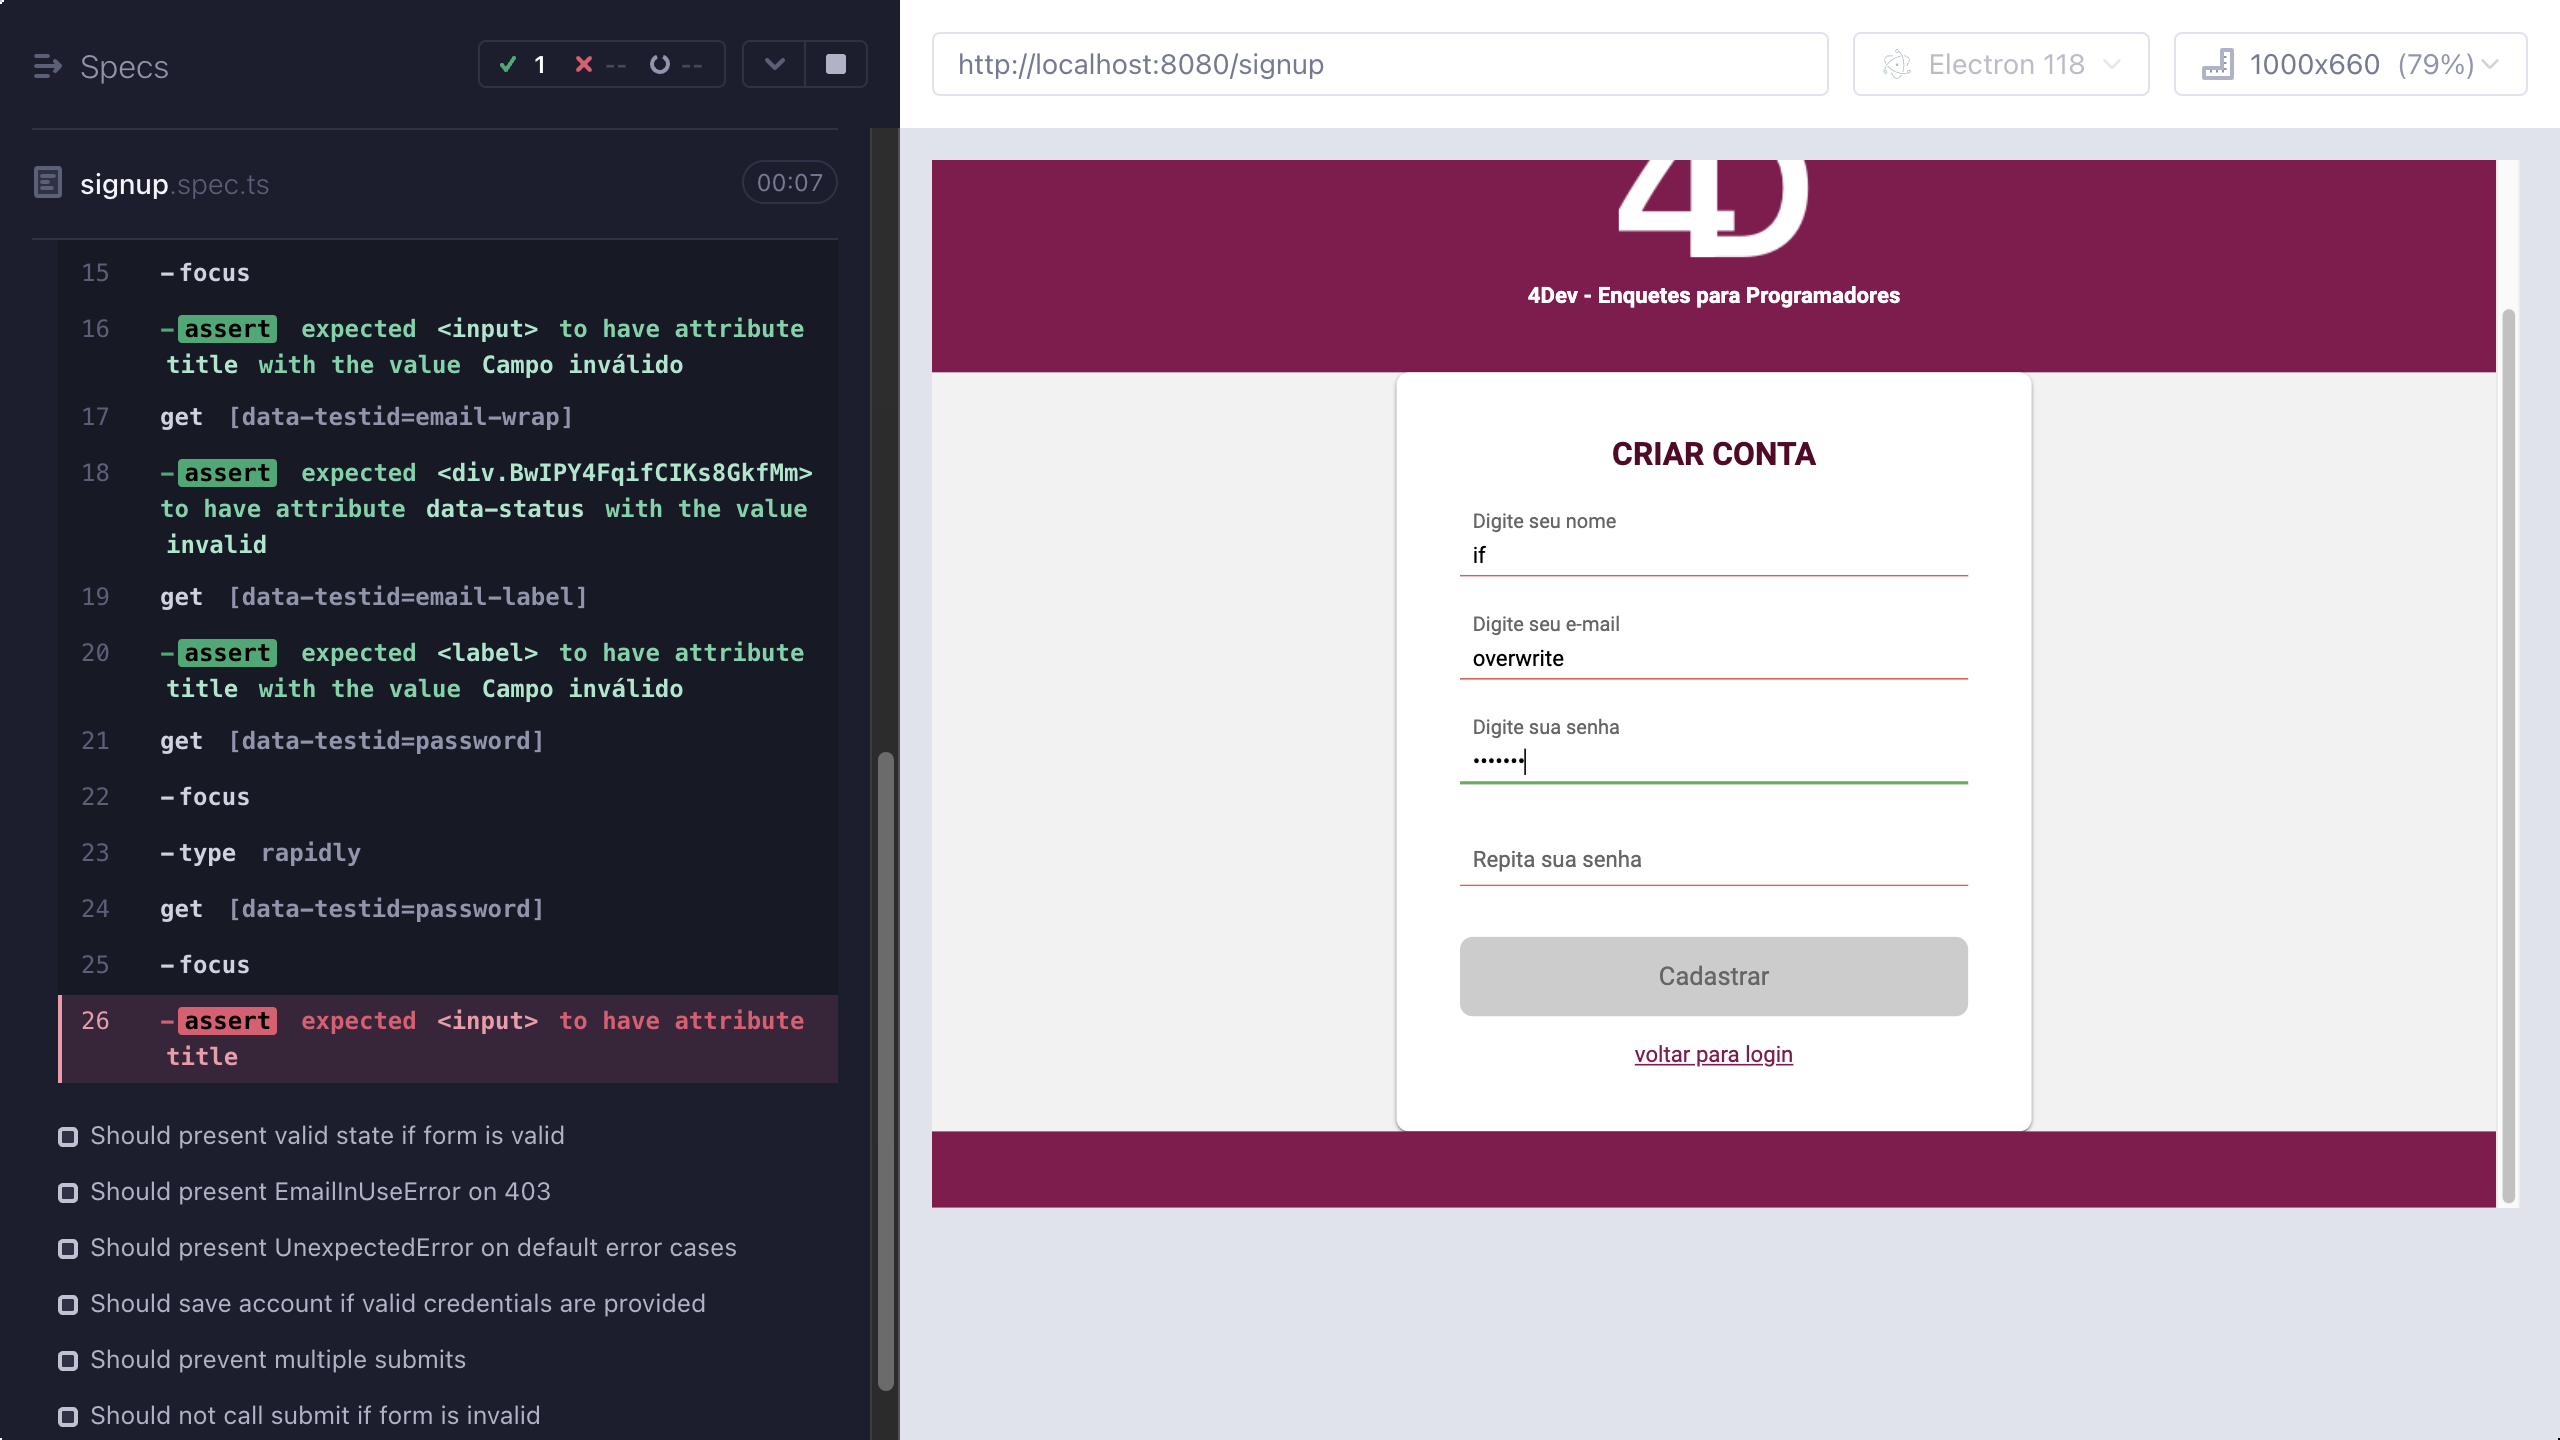 Specs
1 -- --
signup.spec.ts 00:07
15 -focus
16 -assert expected <input> to have attribute
title with the value Campo inválido
17 get [data-testid=email-wrap]
18 -assert expected <div.BwIPY4FqifCIKs8GkfMm>
to have attribute data-status with the value
invalid
19 get [data-testid=email-label]
20 -assert expected <label> to have attribute
title with the value Campo inválido
21 get [data-testid=password]
22 -focus
23 -type rapidly
24 get [data-testid=password]
25 -focus
26 -assert expected <input> to have attribute
title
Should present valid state if form is valid
Should present EmailInUseError on 403
Should present UnexpectedError on default error cases
Should save account if valid credentials are provided
Should prevent multiple submits
Should not call submit if form is invalid
http://localhost:8080/signup
Electron 118
1000x660 (79%)
4D
4Dev - Enquetes para Programadores
CRIAR CONTA
Digite seu nome
if
Digite seu e-mail
overwrite
Digite sua senha
•••••••
Repita sua senha
Cadastrar
voltar para login